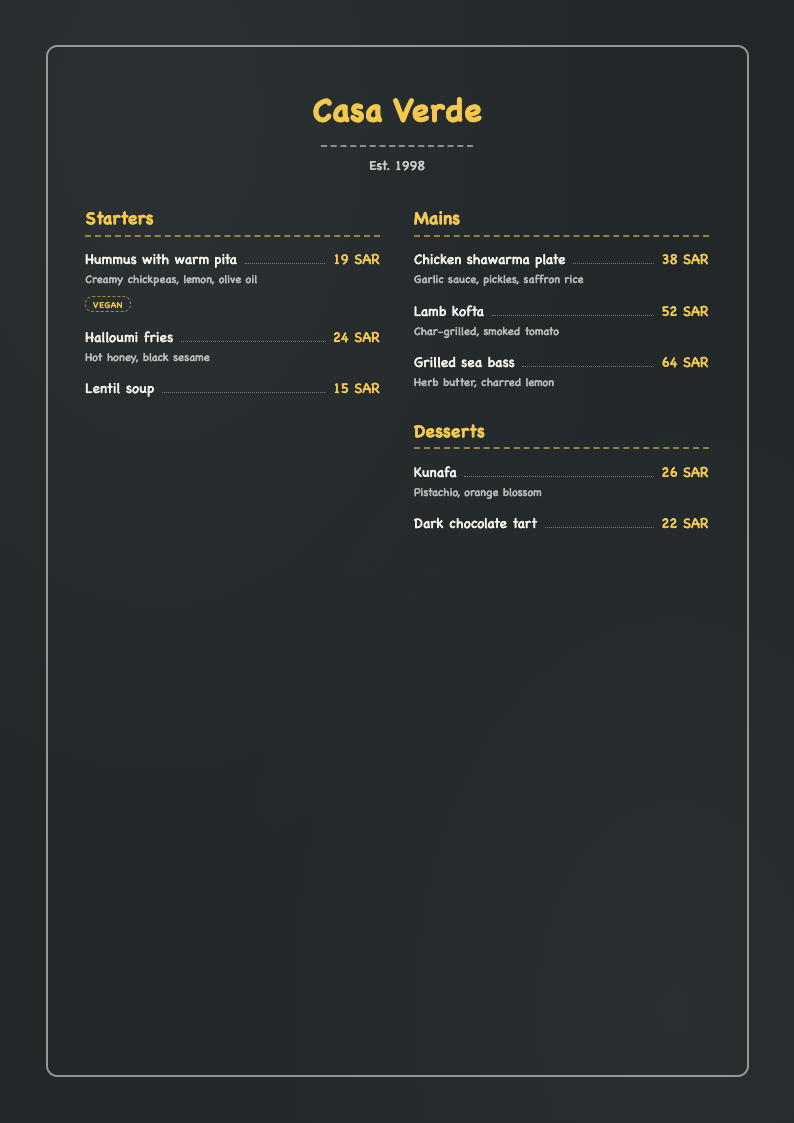 Casa Verde
Est. 1998
Starters
Hummus with warm pita 19 SAR
Creamy chickpeas, lemon, olive oil
VEGAN
Halloumi fries 24 SAR
Hot honey, black sesame
Lentil soup 15 SAR
Mains
Chicken shawarma plate 38 SAR
Garlic sauce, pickles, saffron rice
Lamb kofta 52 SAR
Char-grilled, smoked tomato
Grilled sea bass 64 SAR
Herb butter, charred lemon
Desserts
Kunafa 26 SAR
Pistachio, orange blossom
Dark chocolate tart 22 SAR